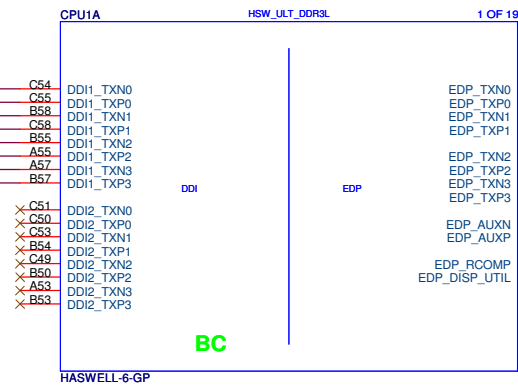 CPU1A HSW_ULT_DDR3L 1 OF 19
C54 DDI1_TXN0 EDP_TXN0
C55 DDI1_TXP0 EDP_TXP0
B58 DDI1_TXN1 EDP_TXN1
C58 DDI1_TXP1 EDP_TXP1
B55 DDI1_TXN2
A55 DDI1_TXP2 EDP_TXN2
A57 DDI1_TXN3 EDP_TXP2
B57 DDI1_TXP3 EDP_TXN3
EDP_TXP3
DDI EDP
C51 DDI2_TXN0
C50 DDI2_TXP0 EDP_AUXN
C53 DDI2_TXN1 EDP_AUXP
B54 DDI2_TXP1
C49 DDI2_TXN2 EDP_RCOMP
B50 DDI2_TXP2 EDP_DISP_UTIL
A53 DDI2_TXN3
B53 DDI2_TXP3
BC
HASWELL-6-GP